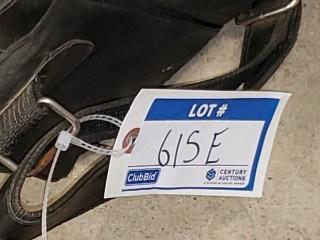 LOT#
615E
ClubBid
CENTURY
AUCTIONS